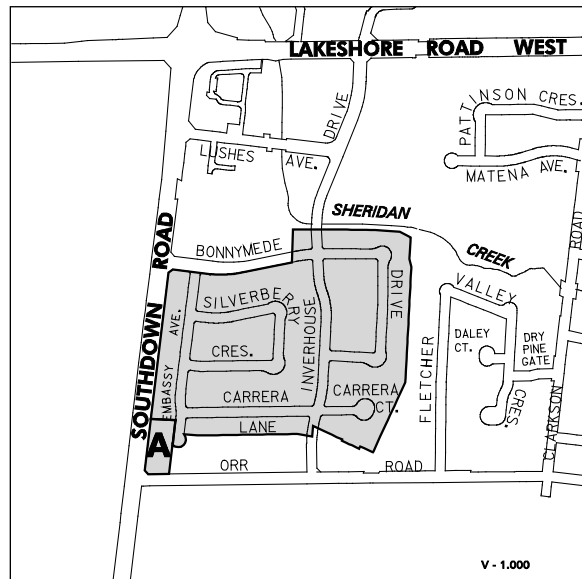 LAKESHORE ROAD WEST
PATTINSON CRES.
DRIVE
LUSHES AVE.
MATENA AVE.
SHERIDAN
CREEK
ROAD
BONNYMEDE
DRIVE
SOUTHDOWN ROAD
VALLEY
SILVERBERRY
CRES.
EMBASSY AVE.
INVERHOUSE
FLETCHER
DALEY
CT.
DRY
PINE
GATE
CRES.
CLARKSON
CARRERA
LANE
CARRERA
CT.
A
ORR ROAD
V - 1.000